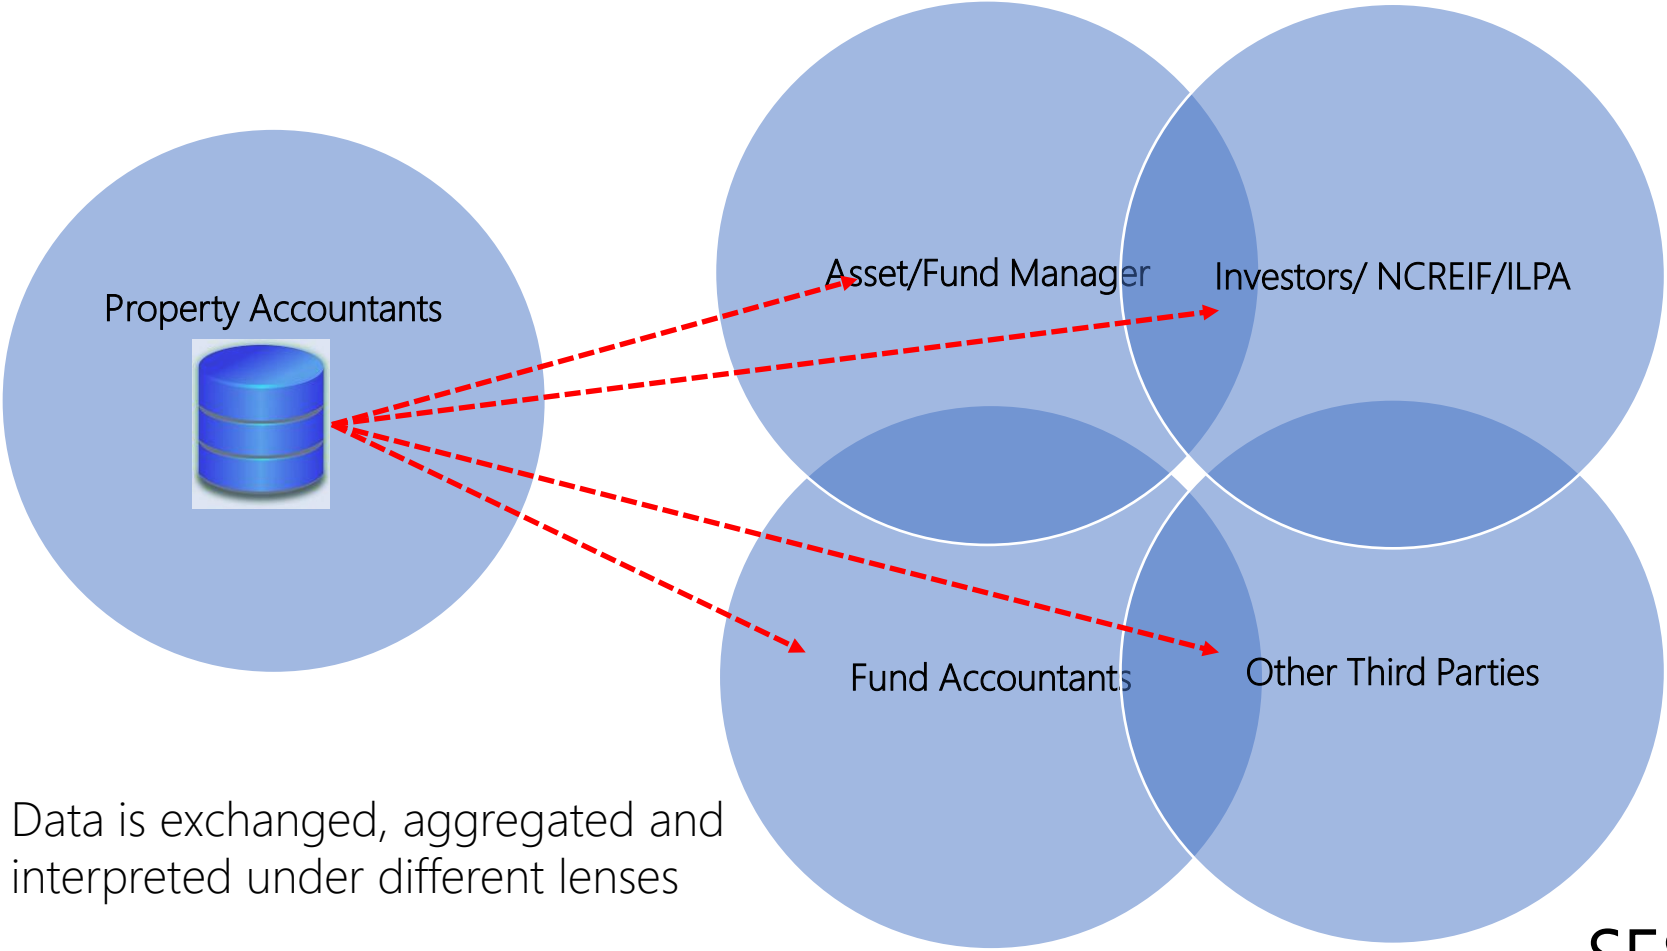 Asset/Fund Manager
Investors/ NCREIF/ILPA
Property Accountants
Fund Accountants
Other Third Parties
Data is exchanged, aggregated and
interpreted under different lenses